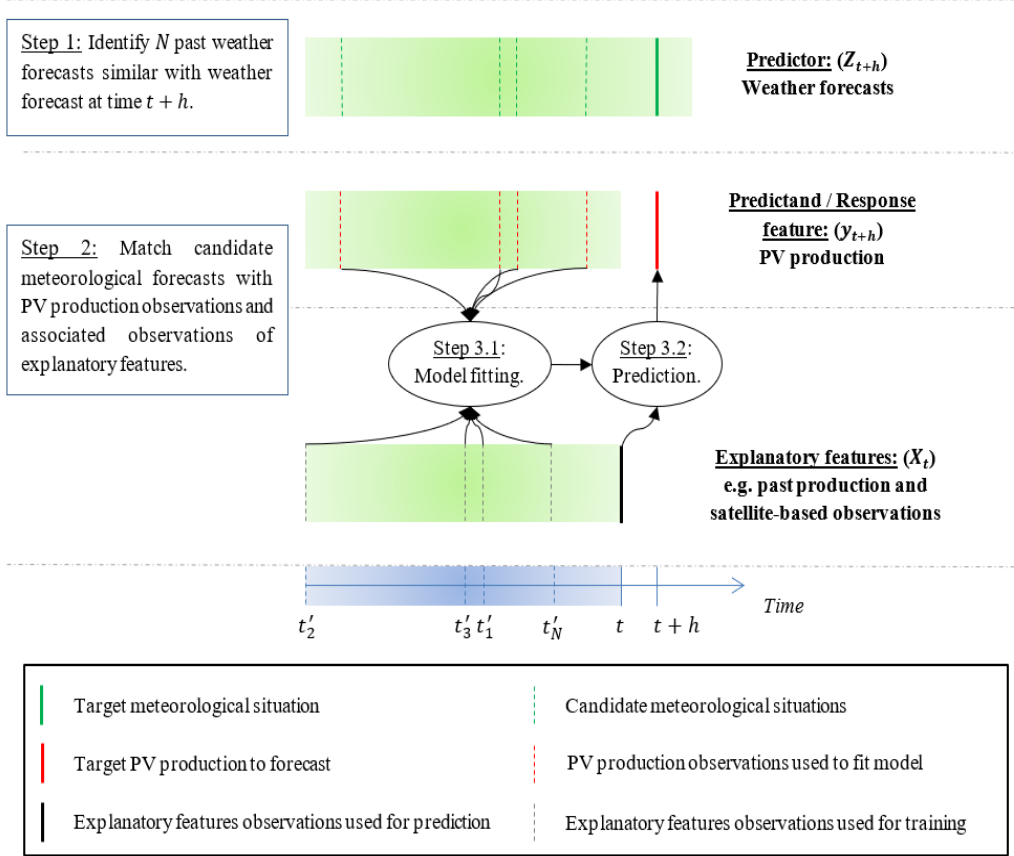 Step 1: Identify N past weather
forecasts similar with weather
forecast at time t + h.
Predictor: (Z_{t+h})
Weather forecasts
Step 2: Match candidate
meteorological forecasts with
PV production observations and
associated observations of
explanatory features.
Predictand / Response
feature: (y_{t+h})
PV production
Step 3.1:
Model fitting.
Step 3.2:
Prediction.
Explanatory features: (X_t)
e.g. past production and
satellite-based observations
Time
t′_2 t′_3 t′_1 t′_N t t + h
Target meteorological situation
Candidate meteorological situations
Target PV production to forecast
PV production observations used to fit model
Explanatory features observations used for prediction
Explanatory features observations used for training